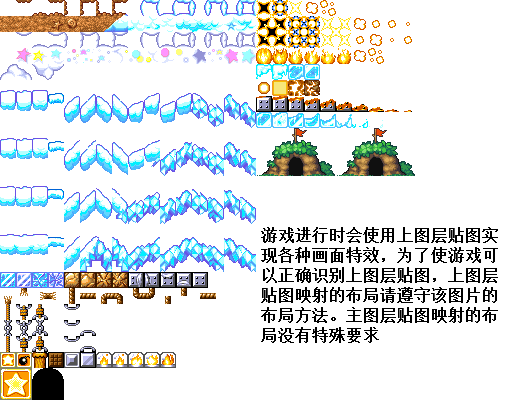 游戏进行时会使用上图层贴图实
现各种画面特效，为了使游戏可
以正确识别上图层贴图，上图层
贴图映射的布局请遵守该图片的
布局方法。主图层贴图映射的布
局没有特殊要求